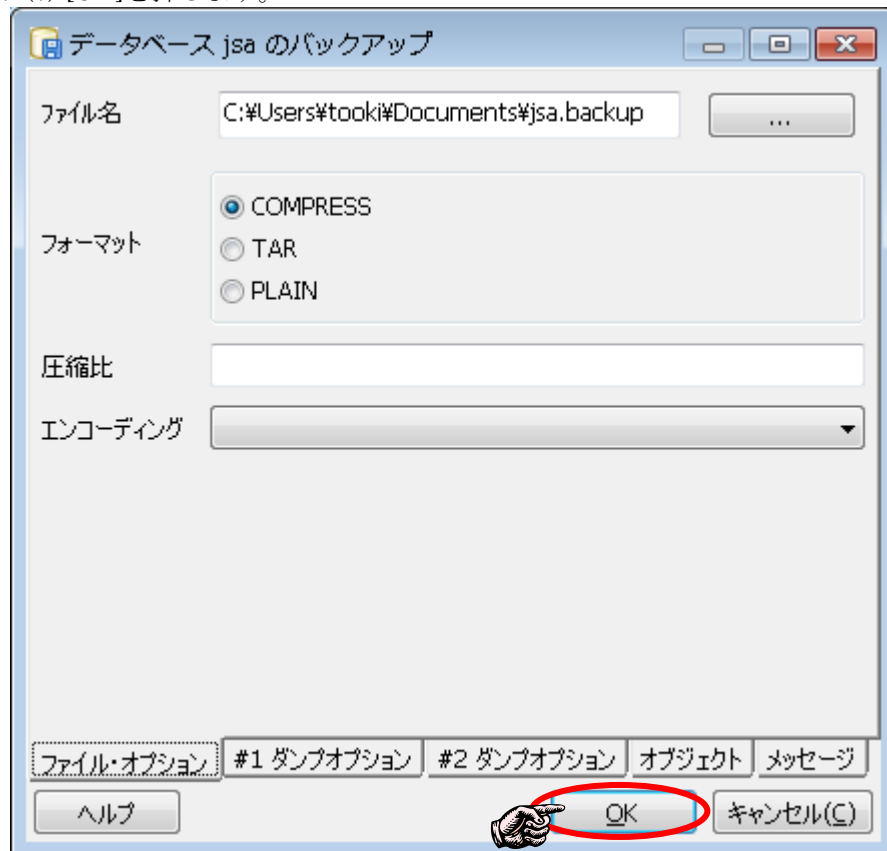 データベース jsa のバックアップ
ファイル名
C:¥Users¥tooki¥Documents¥jsa.backup
...
フォーマット
COMPRESS
TAR
PLAIN
圧縮比
エンコーディング
ファイル・オプション #1 ダンプオプション #2 ダンプオプション オブジェクト メッセージ
ヘルプ OK キャンセル(C)